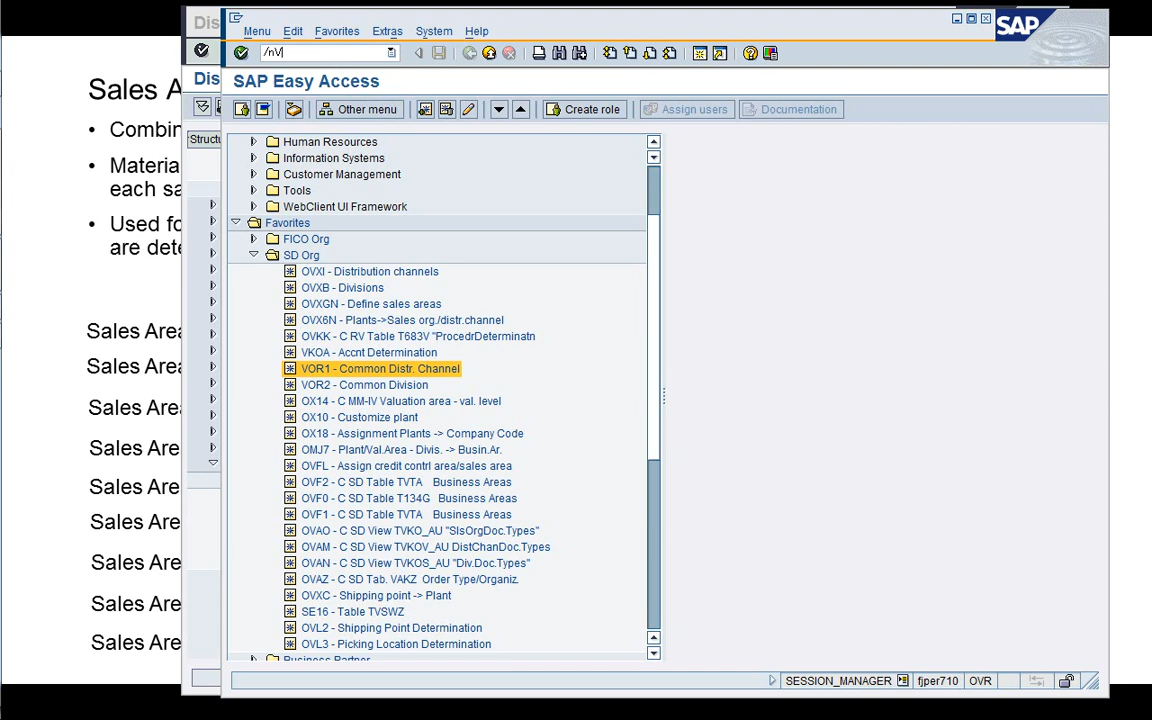 Sales A
• Combin
• Materia
each sa
• Used fo
are dete
Sales Area
Sales Area
Sales Area
Sales Are
Sales Are
Sales Are
Sales Are
Sales Are
Sales Are
Dis
Dis
Structu
Menu Edit Favorites Extras System Help
SAP
/nV
SAP Easy Access
Other menu Create role Assign users Documentation
Human Resources
Information Systems
Customer Management
Tools
WebClient UI Framework
Favorites
FICO Org
SD Org
OVXI - Distribution channels
OVXB - Divisions
OVXGN - Define sales areas
OVX6N - Plants->Sales org./distr.channel
OVKK - C RV Table T683V "ProcedrDeterminatn
VKOA - Accnt Determination
VOR1 - Common Distr. Channel
VOR2 - Common Division
OX14 - C MM-IV Valuation area - val. level
OX10 - Customize plant
OX18 - Assignment Plants -> Company Code
OMJ7 - Plant/Val.Area - Divis. -> Busin.Ar.
OVFL - Assign credit contrl area/sales area
OVF2 - C SD Table TVTA Business Areas
OVF0 - C SD Table T134G Business Areas
OVF1 - C SD Table TVTA Business Areas
OVAO - C SD View TVKO_AU "SlsOrgDoc.Types"
OVAM - C SD View TVKOV_AU DistChanDoc.Types
OVAN - C SD View TVKOS_AU "Div.Doc.Types"
OVAZ - C SD Tab. VAKZ Order Type/Organiz.
OVXC - Shipping point -> Plant
SE16 - Table TVSWZ
OVL2 - Shipping Point Determination
OVL3 - Picking Location Determination
Business Partner
SESSION_MANAGER fjper710 OVR